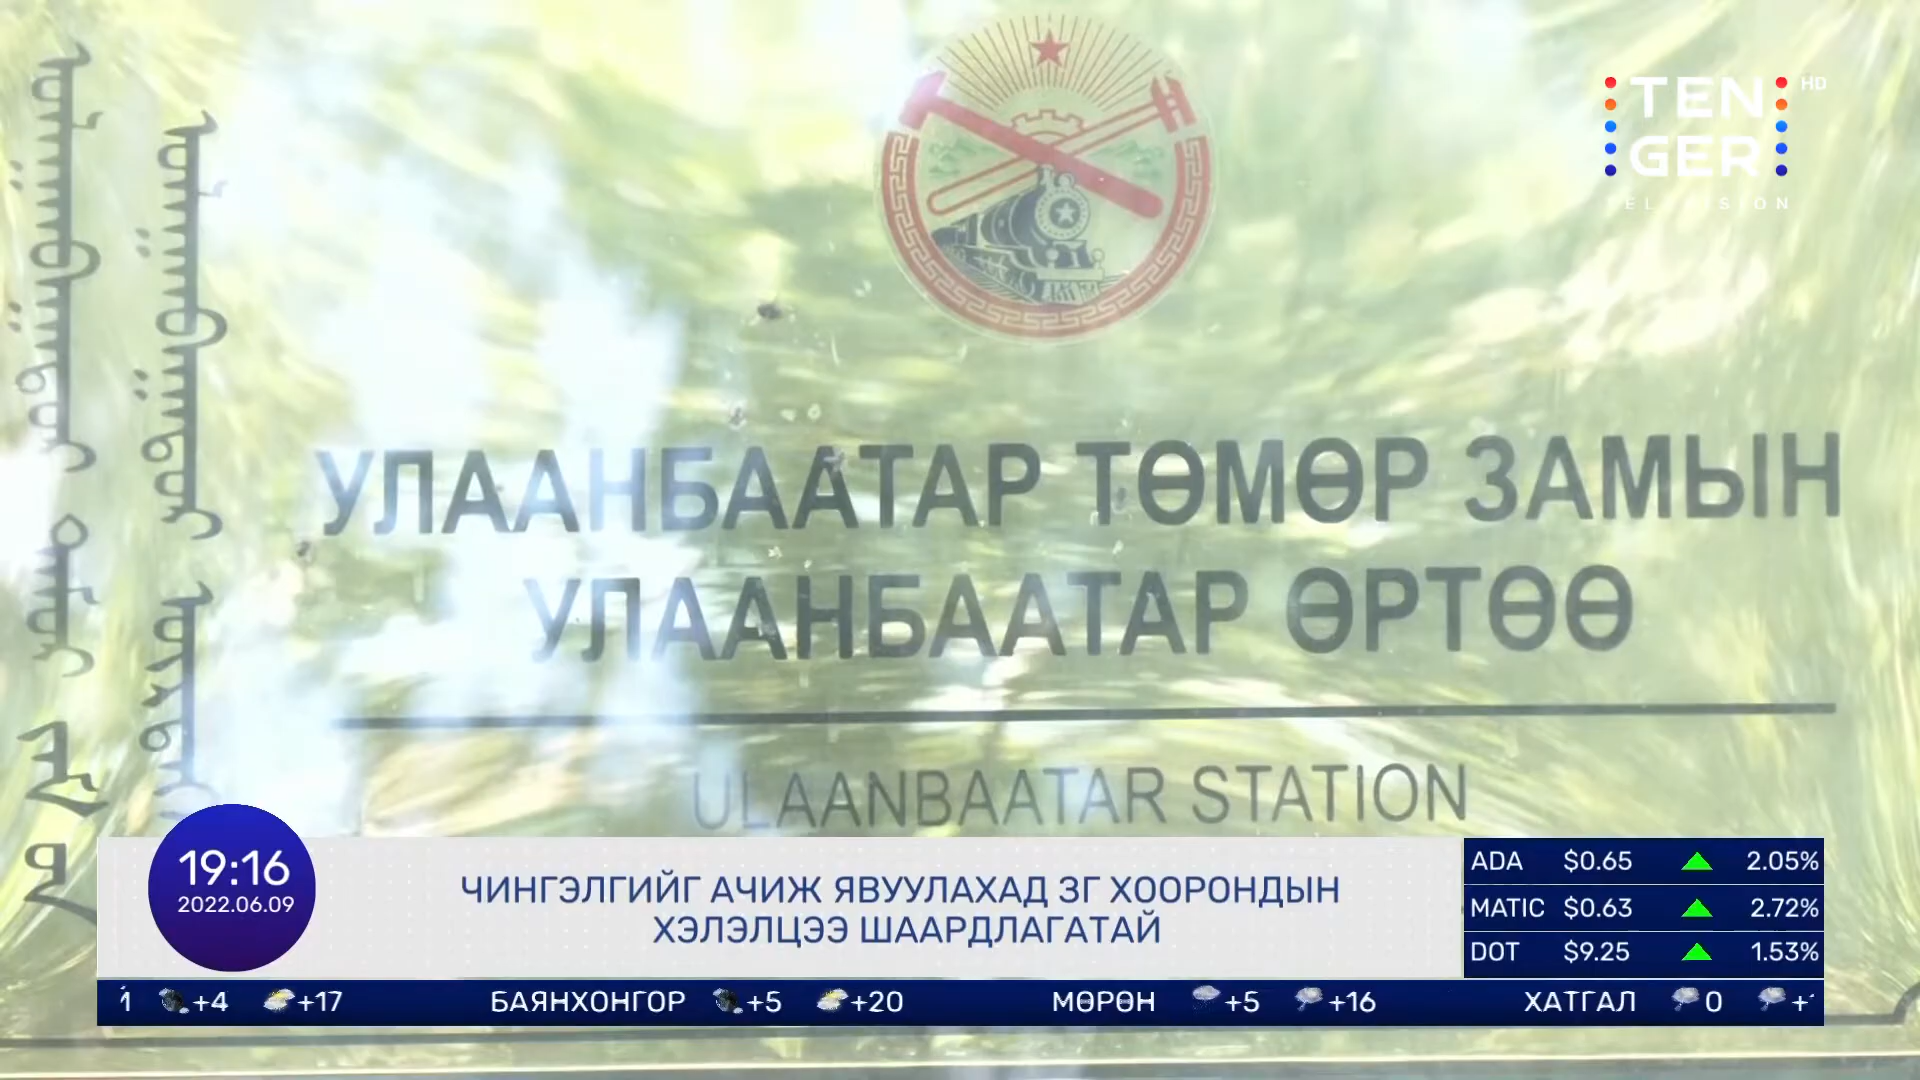 TEN
GER
HD
TELEVISION
УЛААНБААТАР ТӨМӨР ЗАМЫН
УЛААНБААТАР ӨРТӨӨ
ULAANBAATAR STATION
19:16
2022.06.09
ЧИНГЭЛГИЙГ АЧИЖ ЯВУУЛАХАД ЗГ ХООРОНДЫН
ХЭЛЭЛЦЭЭ ШААРДЛАГАТАЙ
ADA $0.65 2.05%
MATIC $0.63 2.72%
DOT $9.25 1.53%
+4 +17 БАЯНХОНГОР +5 +20 МӨРӨН +5 +16 ХАТГАЛ 0